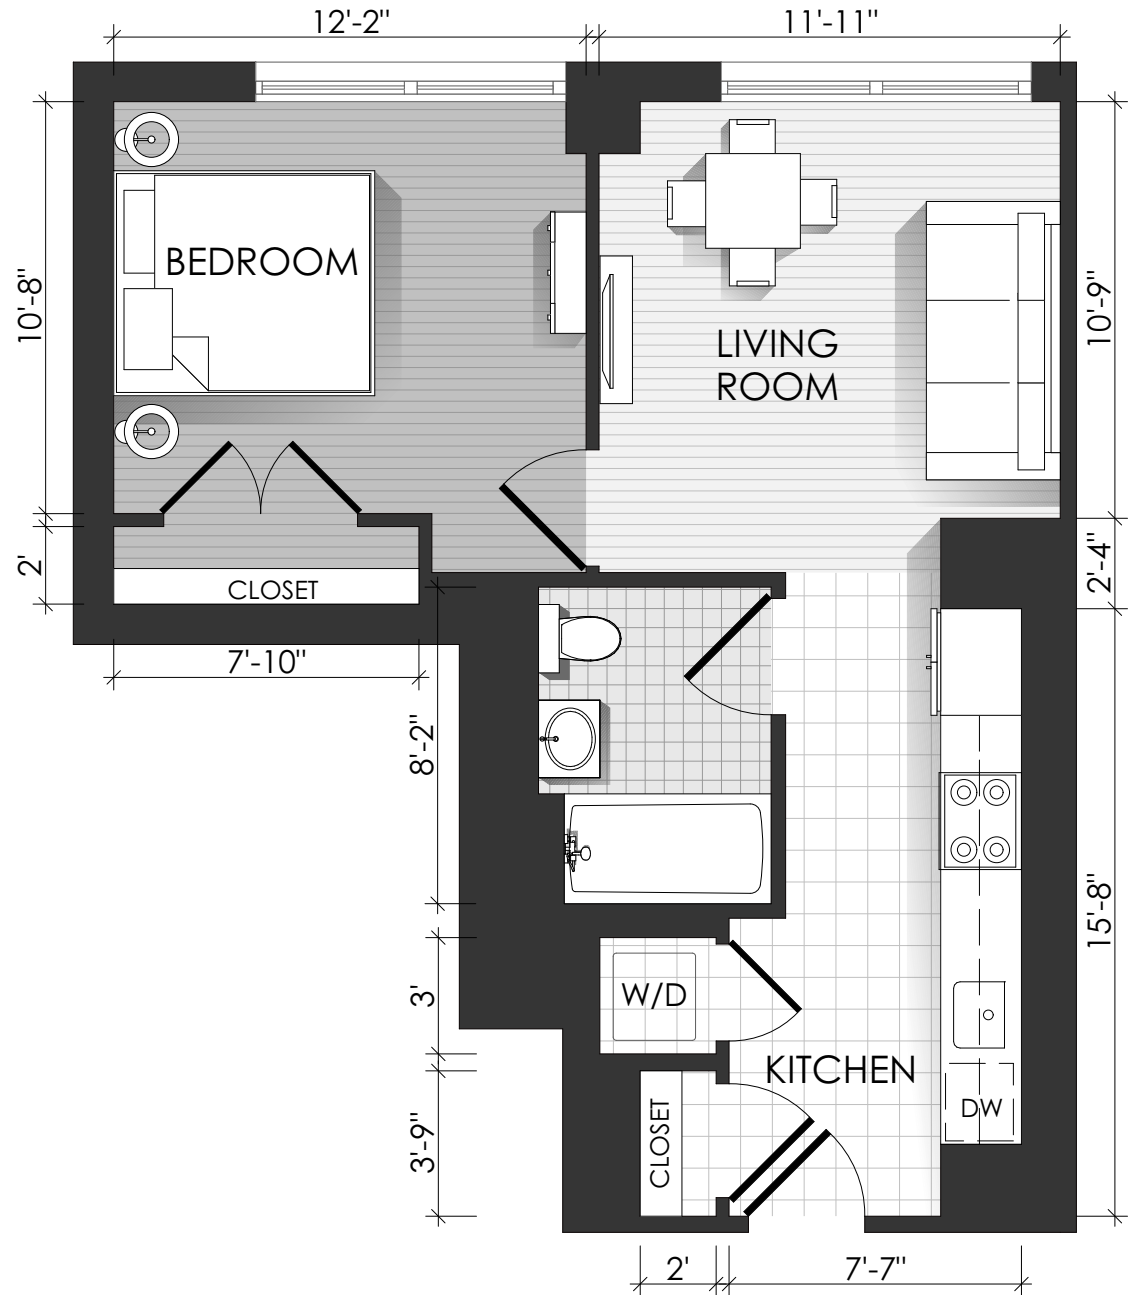 12'-2"
11'-11"
10'-8"
BEDROOM
LIVING
ROOM
10'-9"
2'
CLOSET
2'-4"
7'-10"
8'-2"
15'-8"
3'
W/D
KITCHEN
3'-9"
CLOSET
DW
2'
7'-7"